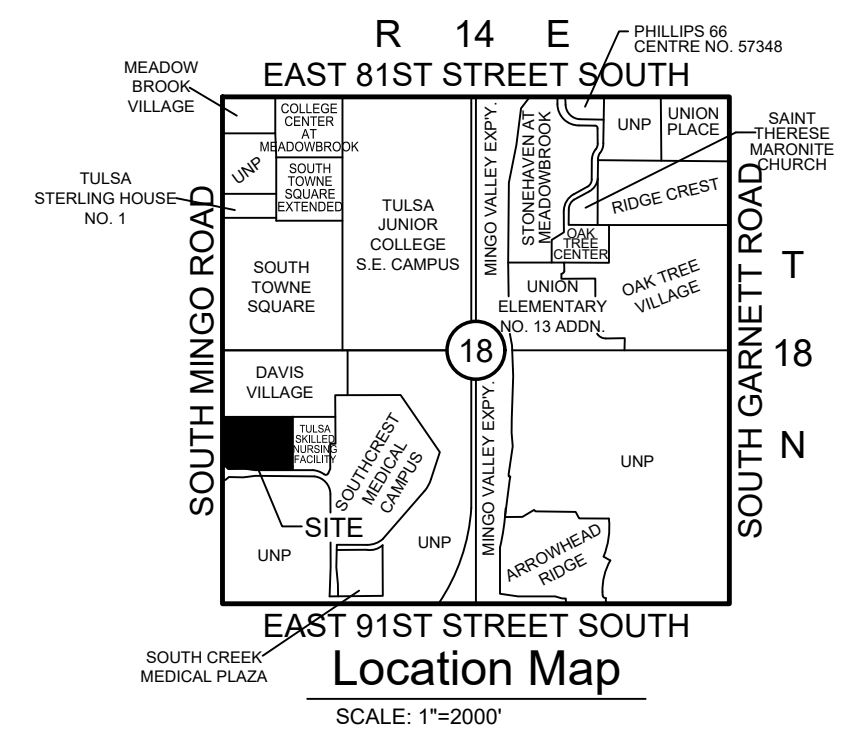 R 14 E
PHILLIPS 66
CENTRE NO. 57348
EAST 81ST STREET SOUTH
MEADOW
BROOK
VILLAGE
COLLEGE
CENTER
AT
MEADOWBROOK
UNP
SOUTH
TOWNE
SQUARE
EXTENDED
TULSA
STERLING HOUSE
NO. 1
TULSA
JUNIOR
COLLEGE
S.E. CAMPUS
MINGO VALLEY EXP'Y.
STONEHAVEN AT
MEADOWBROOK
UNP
UNION
PLACE
SAINT
THERESE
MARONITE
CHURCH
RIDGE CREST
OAK
TREE
CENTER
SOUTH
TOWNE
SQUARE
UNION
ELEMENTARY
NO. 13 ADDN.
OAK TREE
VILLAGE
SOUTH MINGO ROAD
SOUTH GARNETT ROAD
T
18
N
18
DAVIS
VILLAGE
TULSA
SKILLED
NURSING
FACILITY
SOUTHCREST
MEDICAL
CAMPUS
MINGO VALLEY EXP'Y.
UNP
SITE
UNP
UNP
ARROWHEAD
RIDGE
EAST 91ST STREET SOUTH
SOUTH CREEK
MEDICAL PLAZA
Location Map
SCALE: 1"=2000'